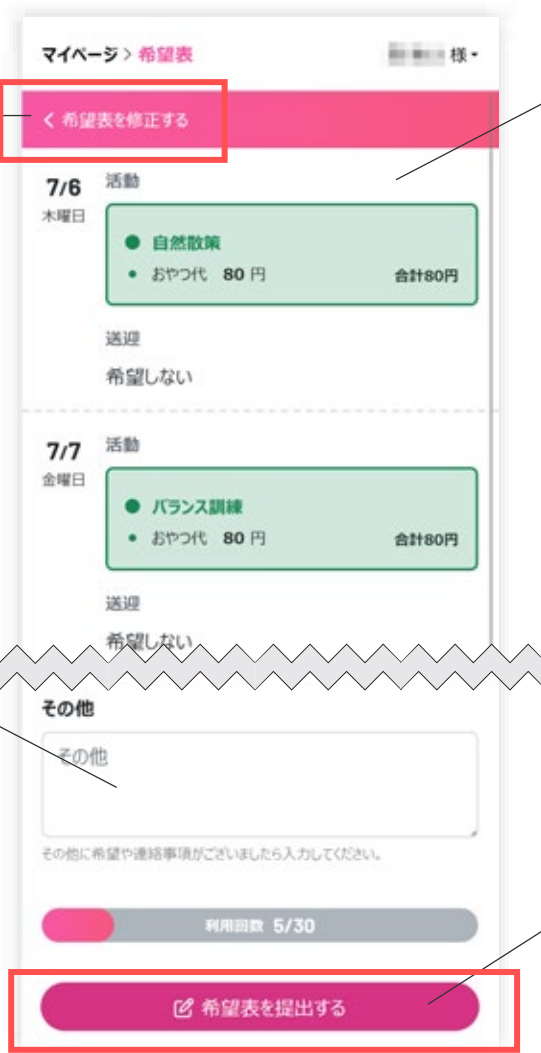 マイページ > 希望表 様
希望表を修正する
7/6 活動
木曜日
自然散策
おやつ代 80 円 合計80円
送迎
希望しない
7/7 活動
金曜日
バランス訓練
おやつ代 80 円 合計80円
送迎
希望しない
その他
その他
その他に希望や連絡事項がございましたら入力してください。
利用回数 5/30
希望表を提出する